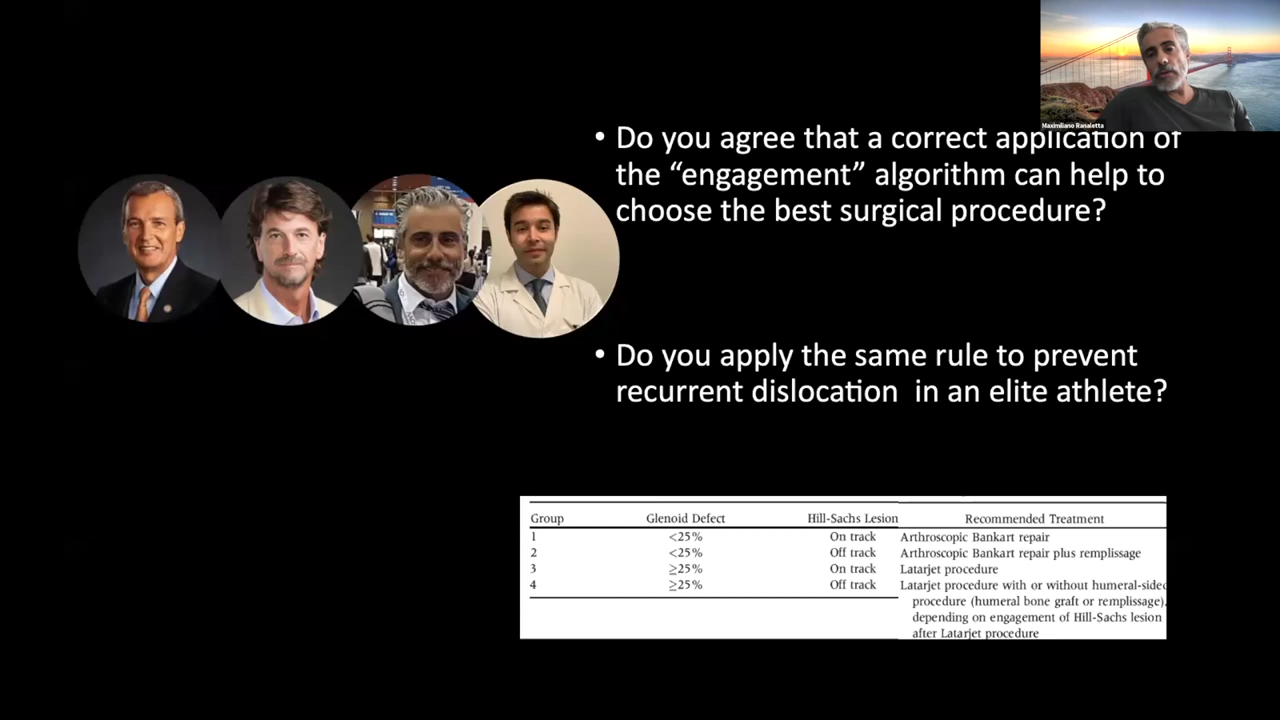 Maximiliano Ranaletta
• Do you agree that a correct application of
the “engagement” algorithm can help to
choose the best surgical procedure?
• Do you apply the same rule to prevent
recurrent dislocation  in an elite athlete?
Group Glenoid Defect Hill-Sachs Lesion Recommended Treatment
1 <25% On track Arthroscopic Bankart repair
2 <25% Off track Arthroscopic Bankart repair plus remplissage
3 ≥25% On track Latarjet procedure
4 ≥25% Off track Latarjet procedure with or without humeral-sided
procedure (humeral bone graft or remplissage),
depending on engagement of Hill-Sachs lesion
after Latarjet procedure